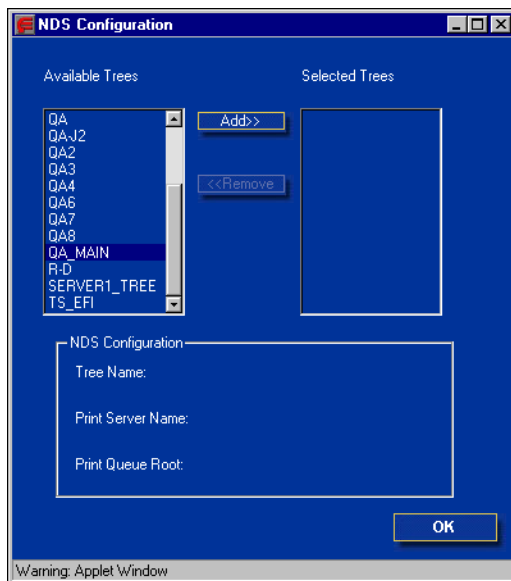 NDS Configuration
Available Trees
Selected Trees
QA
QA-J2
QA2
QA3
QA4
QA6
QA7
QA8
QA_MAIN
R-D
SERVER1_TREE
TS_EFI
Add>>
<<Remove
NDS Configuration
Tree Name:
Print Server Name:
Print Queue Root:
OK
Warning: Applet Window